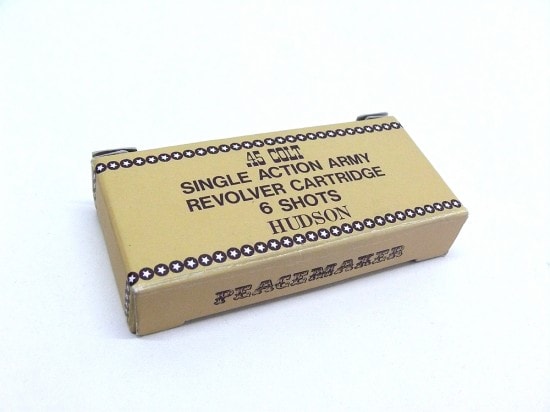 .45 COLT
SINGLE ACTION ARMY
REVOLVER CARTRIDGE
6 SHOTS
HUDSON
PEACEMAKER